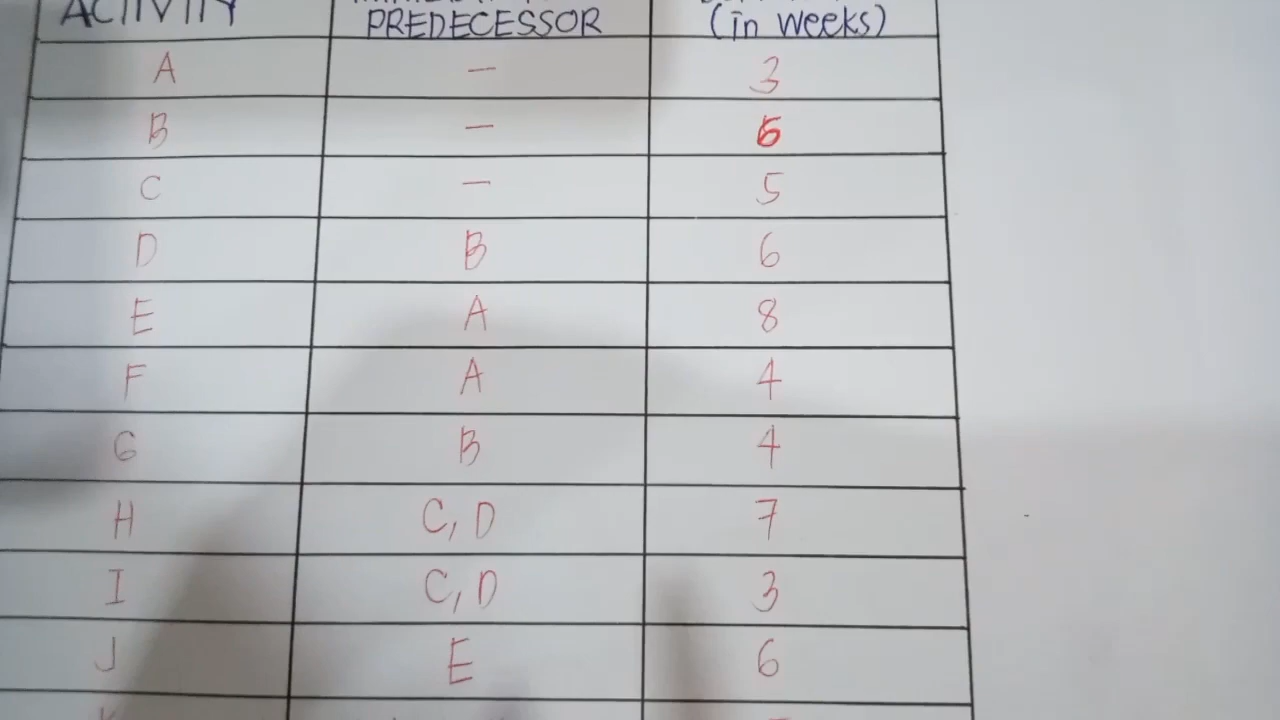 ACTIVITY PREDECESSOR (in weeks)
A — 3
B — 6
C — 5
D B 6
E A 8
F A 4
G B 4
H C, D 7
I C, D 3
J E 6